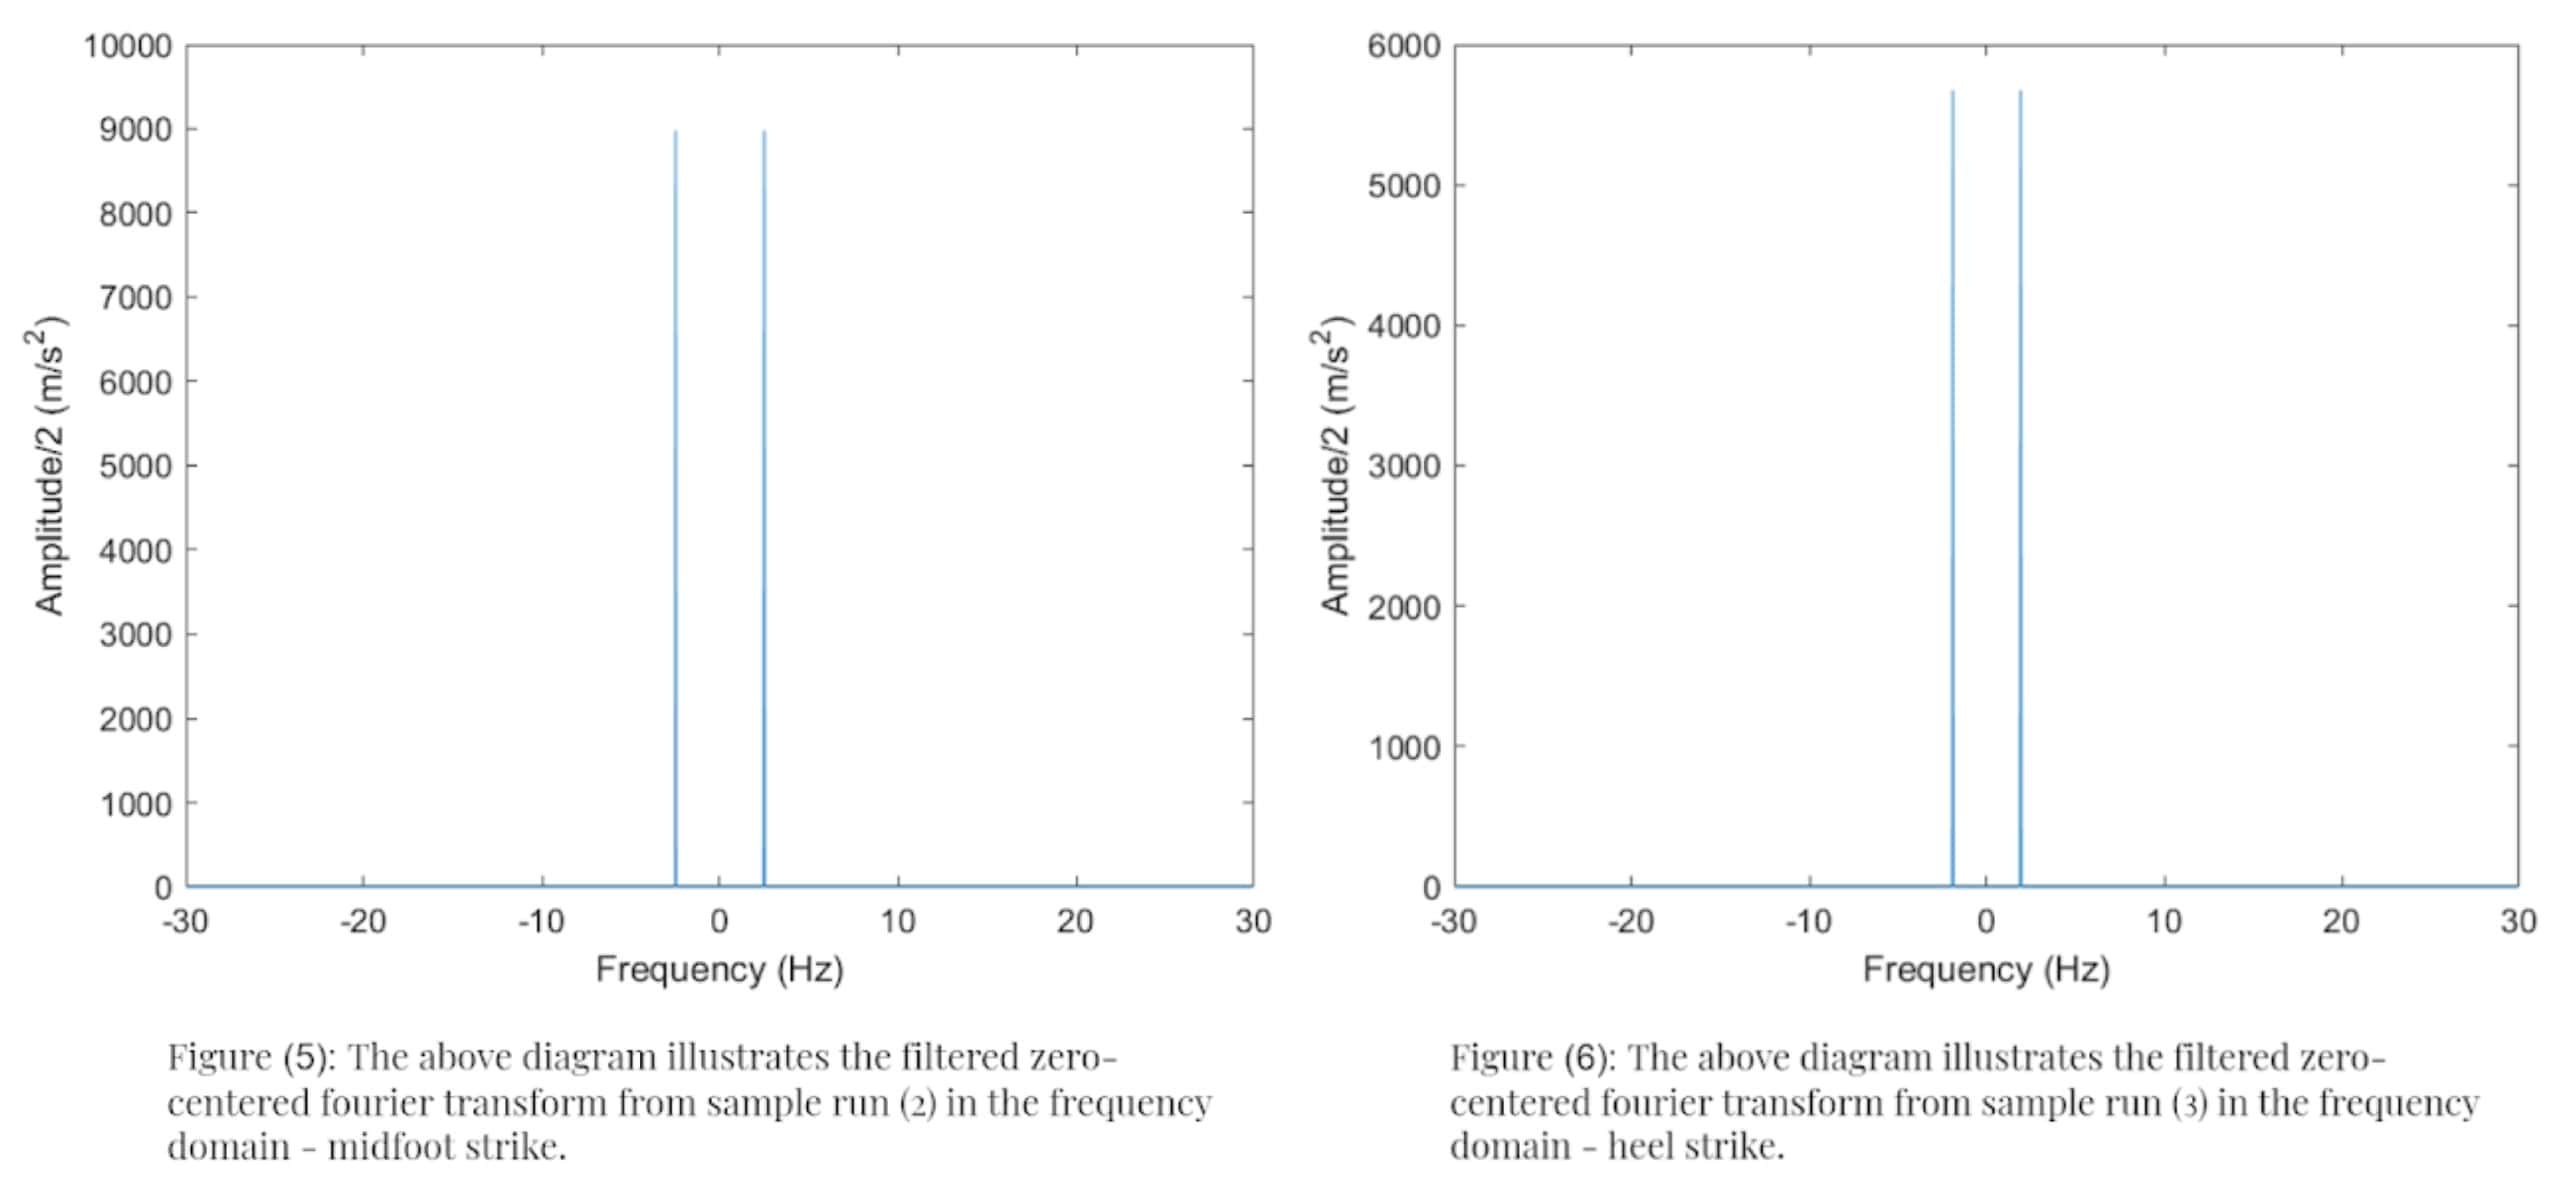 10000
9000
8000
7000
6000
5000
4000
3000
2000
1000
0
Amplitude/2 (m/s²)
-30 -20 -10 0 10 20 30
Frequency (Hz)
Figure (5): The above diagram illustrates the filtered zero-
centered fourier transform from sample run (2) in the frequency
domain - midfoot strike.
6000
5000
4000
3000
2000
1000
0
Amplitude/2 (m/s²)
-30 -20 -10 0 10 20 30
Frequency (Hz)
Figure (6): The above diagram illustrates the filtered zero-
centered fourier transform from sample run (3) in the frequency
domain - heel strike.